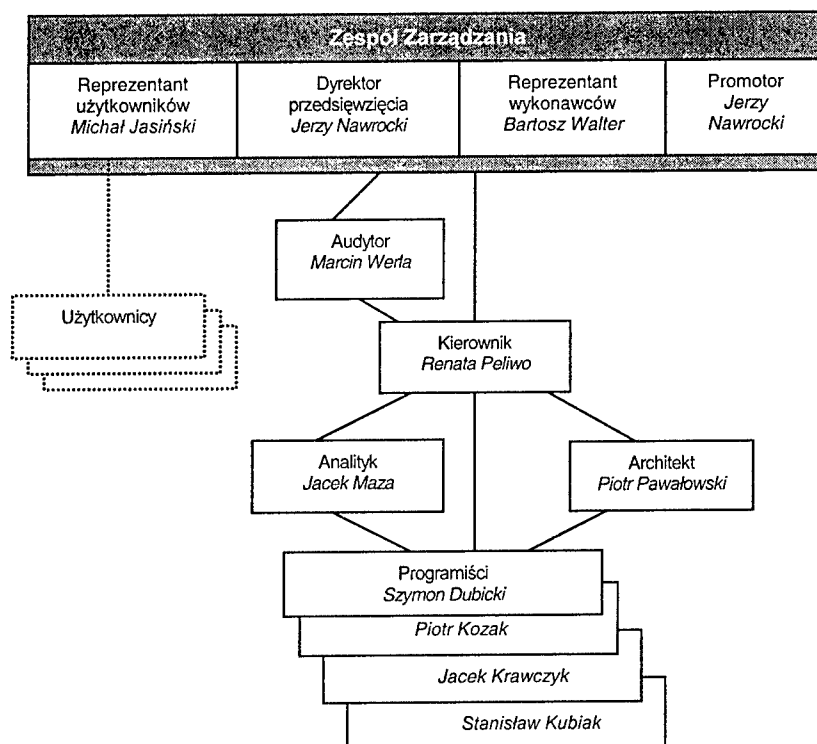 Zespół Zarządzania
Reprezentant
użytkowników
Michał Jasiński
Dyrektor
przedsięwzięcia
Jerzy Nawrocki
Reprezentant
wykonawców
Bartosz Walter
Promotor
Jerzy
Nawrocki
Audytor
Marcin Werla
Użytkownicy
Kierownik
Renata Peliwo
Analityk
Jacek Maza
Architekt
Piotr Pawałowski
Programiści
Szymon Dubicki
Piotr Kozak
Jacek Krawczyk
Stanisław Kubiak